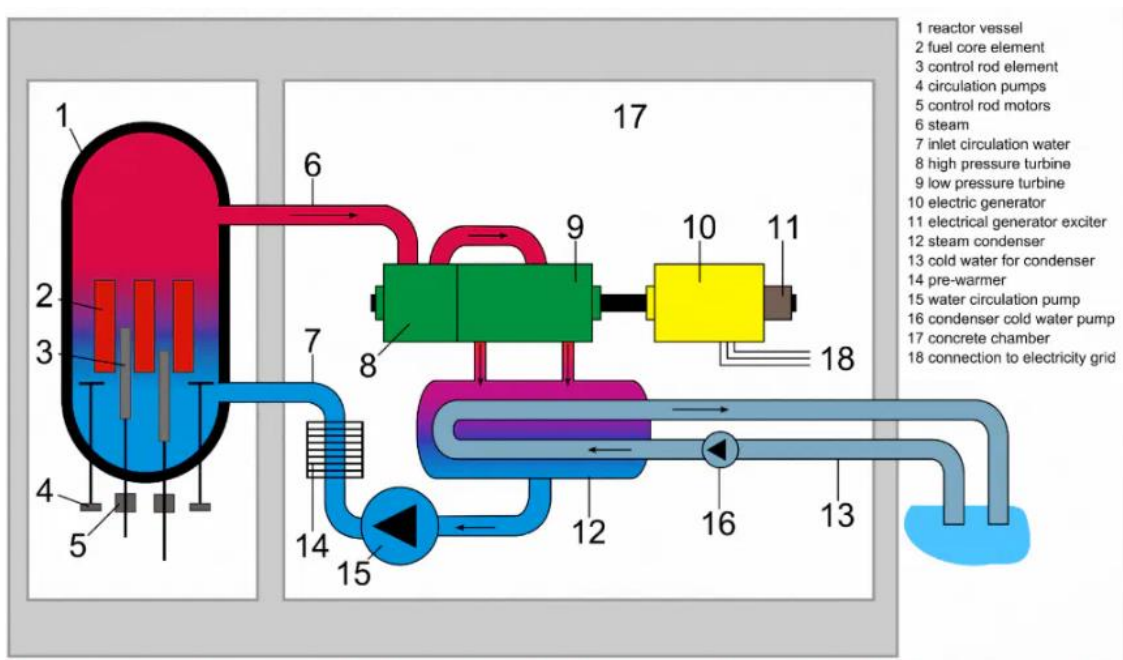 1 reactor vessel
2 fuel core element
3 control rod element
4 circulation pumps
5 control rod motors
6 steam
7 inlet circulation water
8 high pressure turbine
9 low pressure turbine
10 electric generator
11 electrical generator exciter
12 steam condenser
13 cold water for condenser
14 pre-warmer
15 water circulation pump
16 condenser cold water pump
17 concrete chamber
18 connection to electricity grid
1
17
6
9
10
11
2
3
7
8
18
4
5
14
15
12
16
13